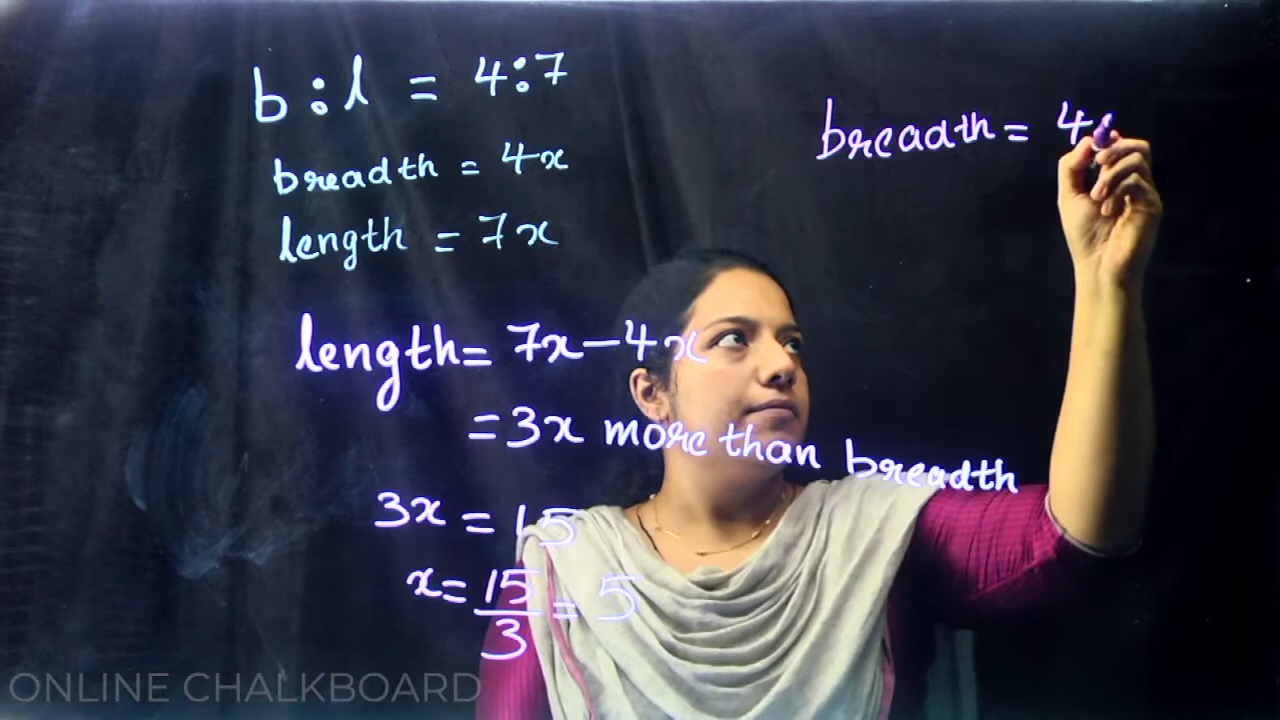 b : l = 4:7
breadth = 4x
length = 7x
length = 7x - 4x
= 3x more than breadth
3x = 15
x = 15/3 = 5
breadth = 4
ONLINE CHALKBOARD